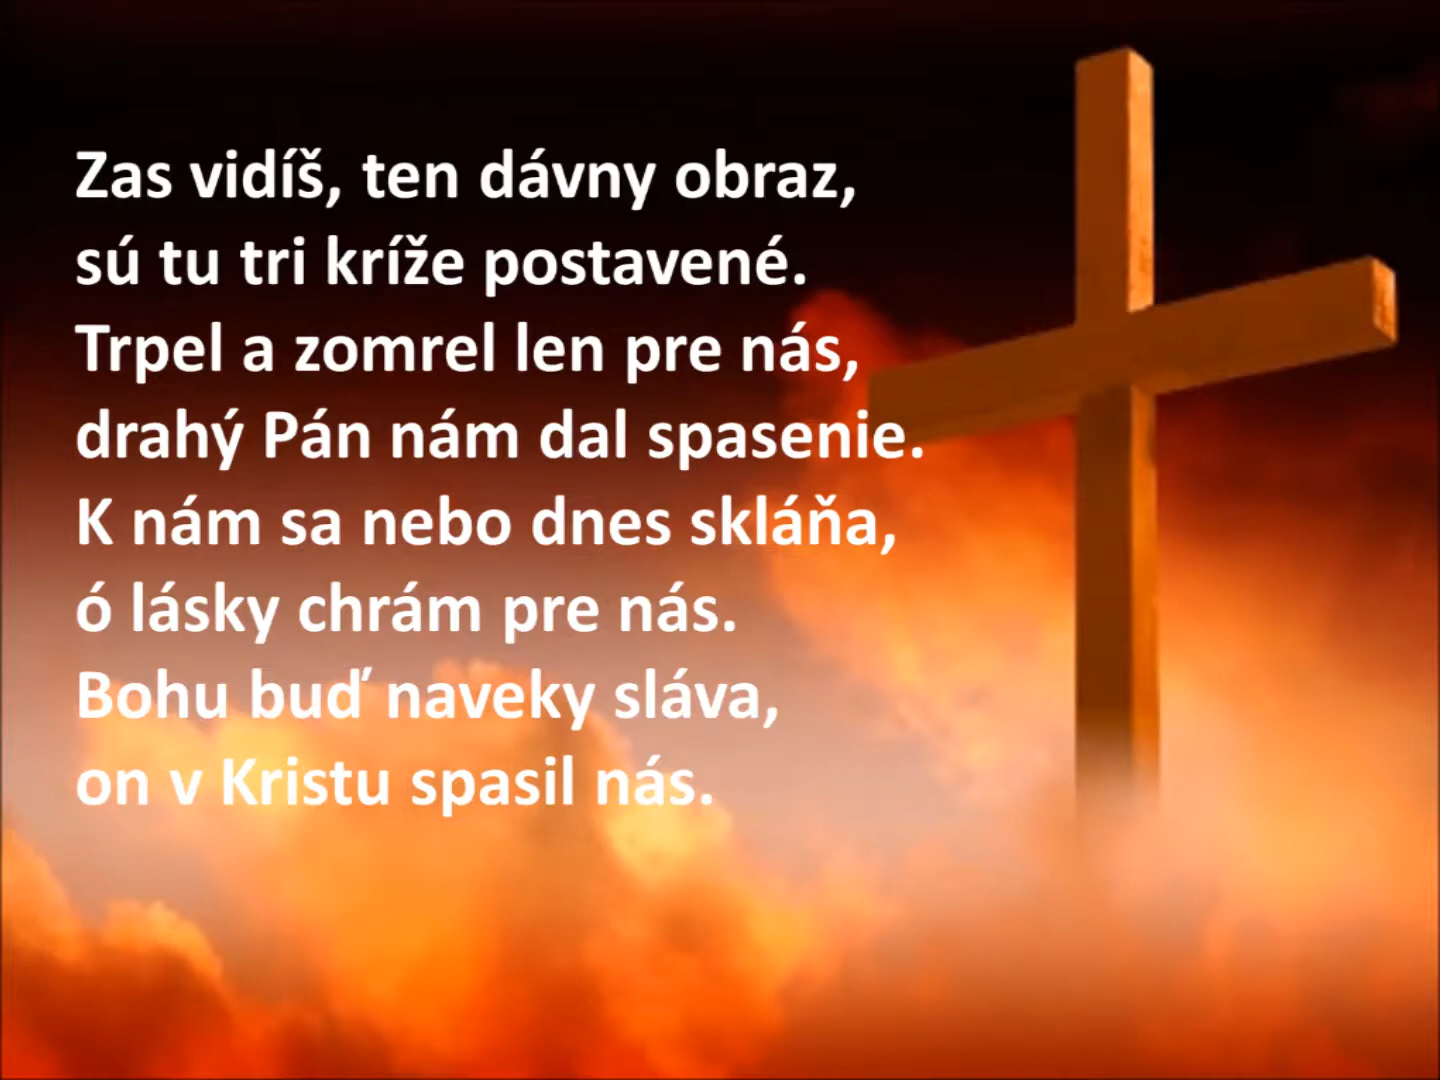 Zas vidíš, ten dávny obraz,
sú tu tri kríže postavené.
Trpel a zomrel len pre nás,
drahý Pán nám dal spasenie.
K nám sa nebo dnes skláňa,
ó lásky chrám pre nás.
Bohu buď naveky sláva,
on v Kristu spasil nás.